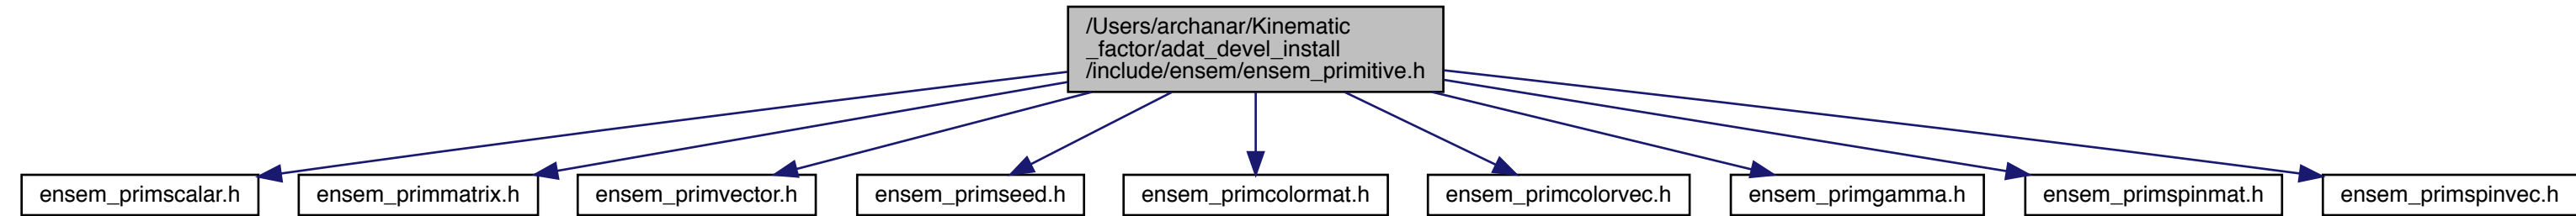 /Users/archanar/Kinematic
_factor/adat_devel_install
/include/ensem/ensem_primitive.h
ensem_primscalar.h
ensem_primmatrix.h
ensem_primvector.h
ensem_primseed.h
ensem_primcolormat.h
ensem_primcolorvec.h
ensem_primgamma.h
ensem_primspinmat.h
ensem_primspinvec.h